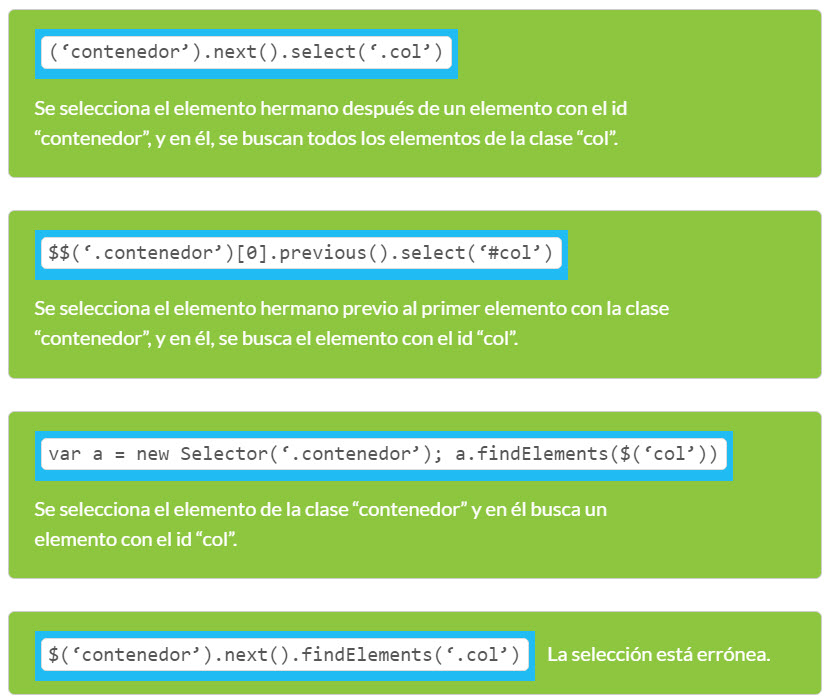 (‘contenedor’).next().select(‘.col’)
Se selecciona el elemento hermano después de un elemento con el id
“contenedor”, y en él, se buscan todos los elementos de la clase “col”.
$$(‘.contenedor’)[0].previous().select(‘#col’)
Se selecciona el elemento hermano previo al primer elemento con la clase
“contenedor”, y en él, se busca el elemento con el id “col”.
var a = new Selector(‘.contenedor’); a.findElements($(‘col’))
Se selecciona el elemento de la clase “contenedor” y en él busca un
elemento con el id “col”.
$(‘contenedor’).next().findElements(‘.col’) La selección está errónea.